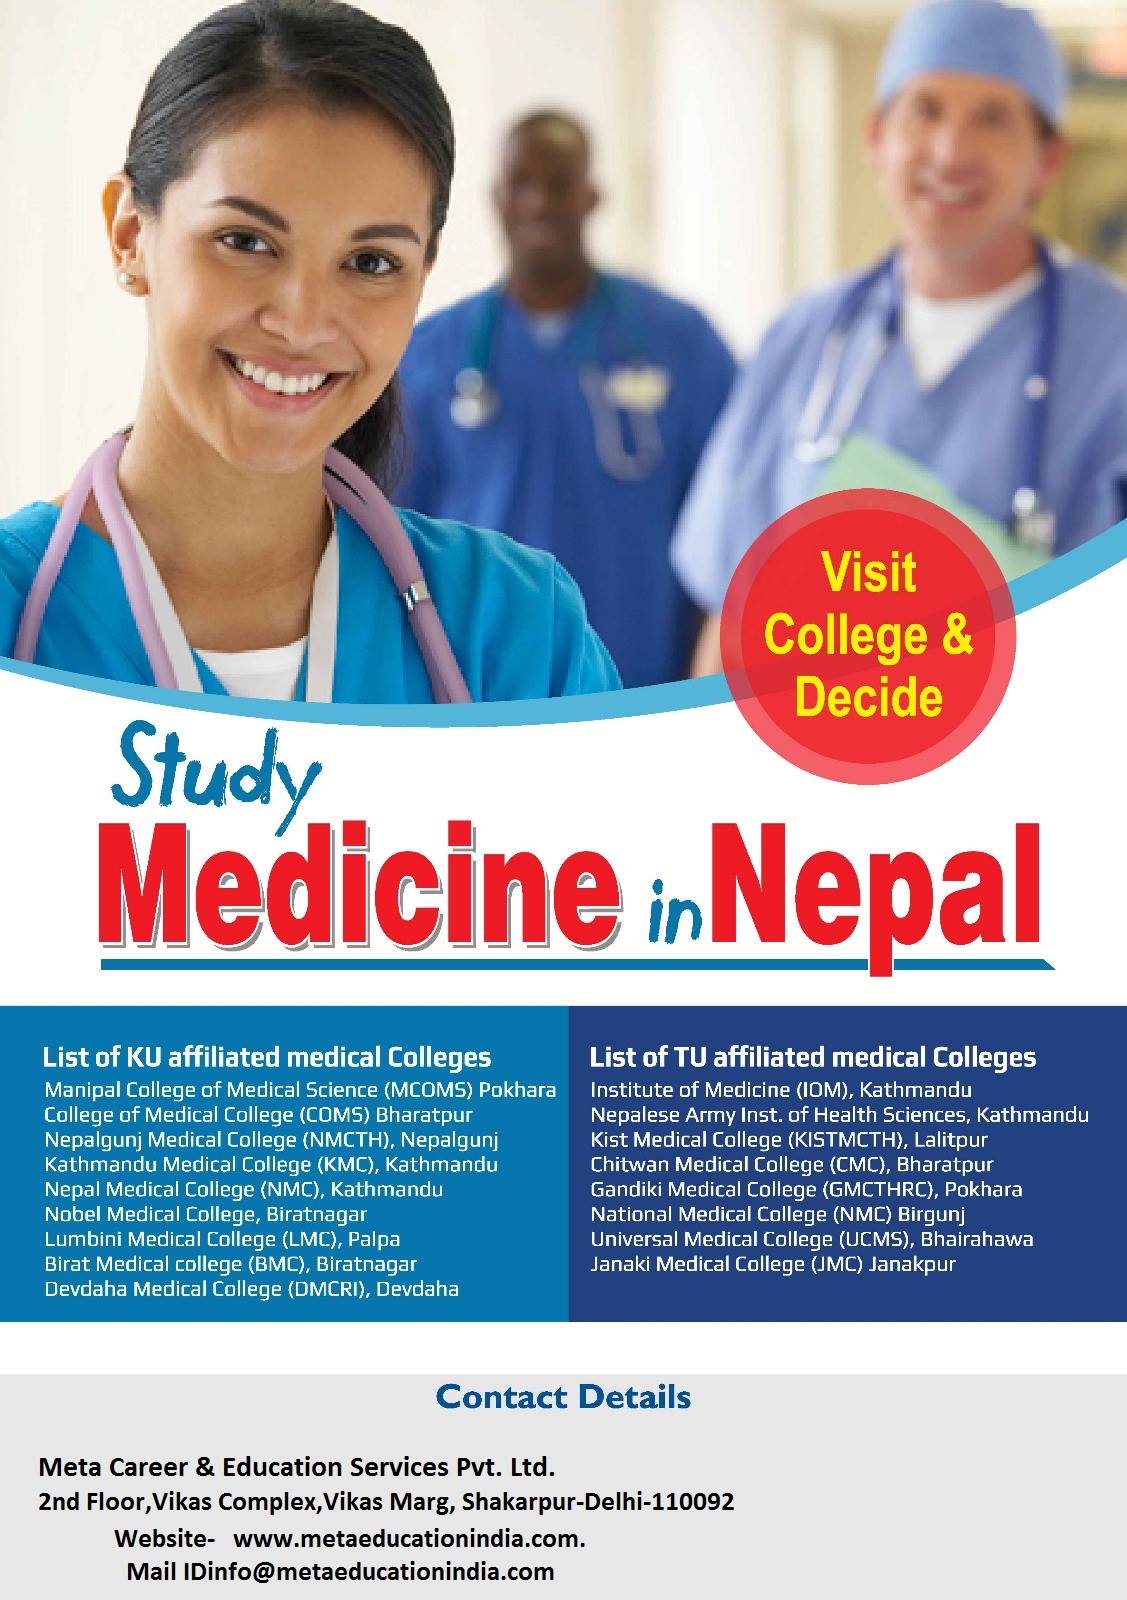 Visit
College &
Decide
Study
Medicine in Nepal
List of KU affiliated medical Colleges
Manipal College of Medical Science (MCOMS) Pokhara
College of Medical College (COMS) Bharatpur
Nepalgunj Medical College (NMCTH), Nepalgunj
Kathmandu Medical College (KMC), Kathmandu
Nepal Medical College (NMC), Kathmandu
Nobel Medical College, Biratnagar
Lumbini Medical College (LMC), Palpa
Birat Medical college (BMC), Biratnagar
Devdaha Medical College (DMCRI), Devdaha
List of TU affiliated medical Colleges
Institute of Medicine (IOM), Kathmandu
Nepalese Army Inst. of Health Sciences, Kathmandu
Kist Medical College (KISTMCTH), Lalitpur
Chitwan Medical College (CMC), Bharatpur
Gandiki Medical College (GMCTHRC), Pokhara
National Medical College (NMC) Birgunj
Universal Medical College (UCMS), Bhairahawa
Janaki Medical College (JMC) Janakpur
Contact Details
Meta Career & Education Services Pvt. Ltd.
2nd Floor,Vikas Complex,Vikas Marg, Shakarpur-Delhi-110092
Website- www.metaeducationindia.com.
Mail IDinfo@metaeducationindia.com